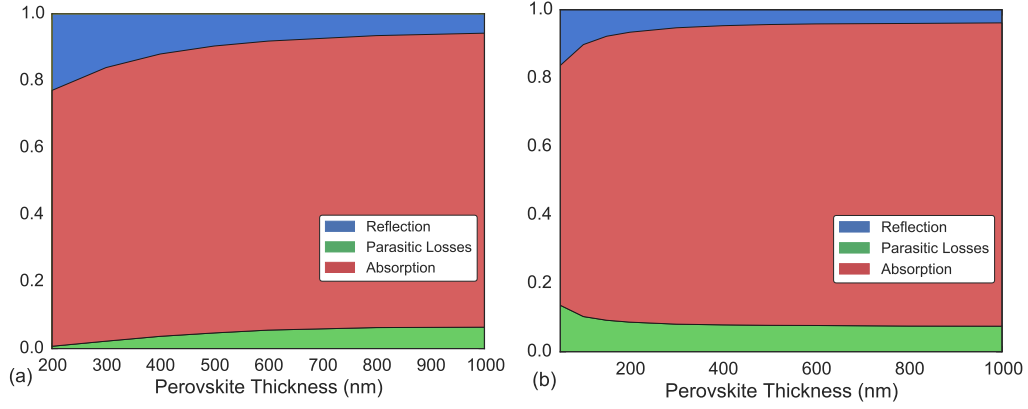 1.0
0.8
0.6
0.4
0.2
0.0
Reflection
Parasitic Losses
Absorption
200 300 400 500 600 700 800 900 1000
Perovskite Thickness (nm)
(a)
1.0
0.8
0.6
0.4
0.2
0.0
Reflection
Parasitic Losses
Absorption
200 400 600 800 1000
Perovskite Thickness (nm)
(b)